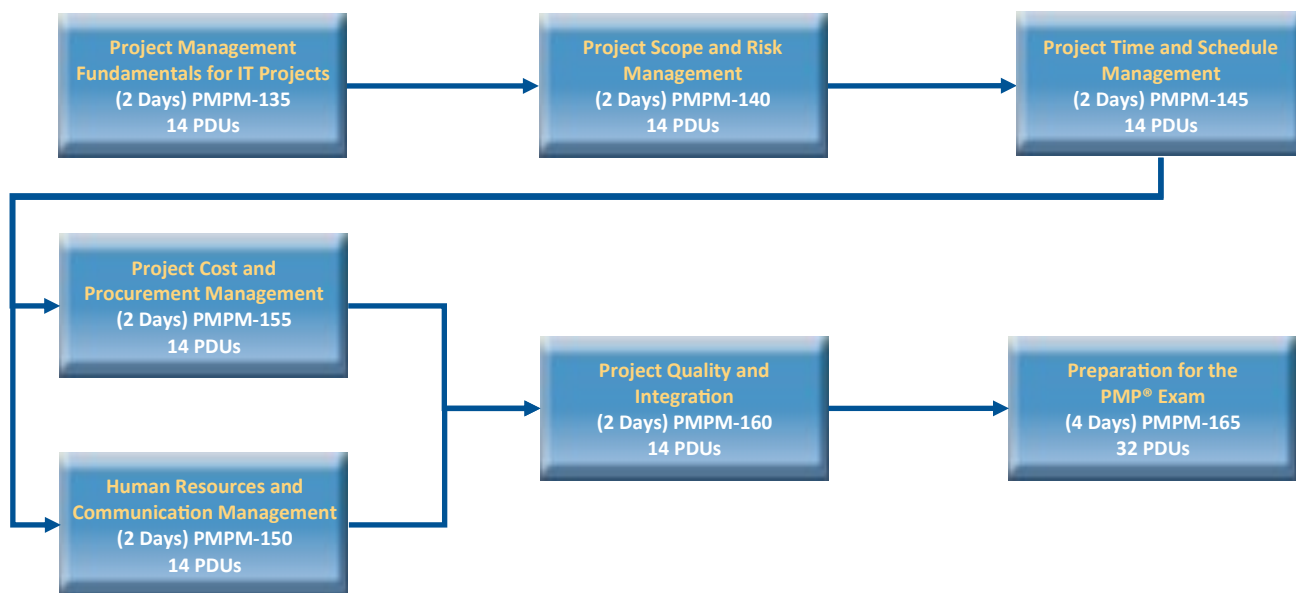 Project Management
Fundamentals for IT Projects
(2 Days) PMPM-135
14 PDUs
Project Scope and Risk
Management
(2 Days) PMPM-140
14 PDUs
Project Time and Schedule
Management
(2 Days) PMPM-145
14 PDUs
Project Cost and
Procurement Management
(2 Days) PMPM-155
14 PDUs
Human Resources and
Communication Management
(2 Days) PMPM-150
14 PDUs
Project Quality and
Integration
(2 Days) PMPM-160
14 PDUs
Preparation for the
PMP® Exam
(4 Days) PMPM-165
32 PDUs